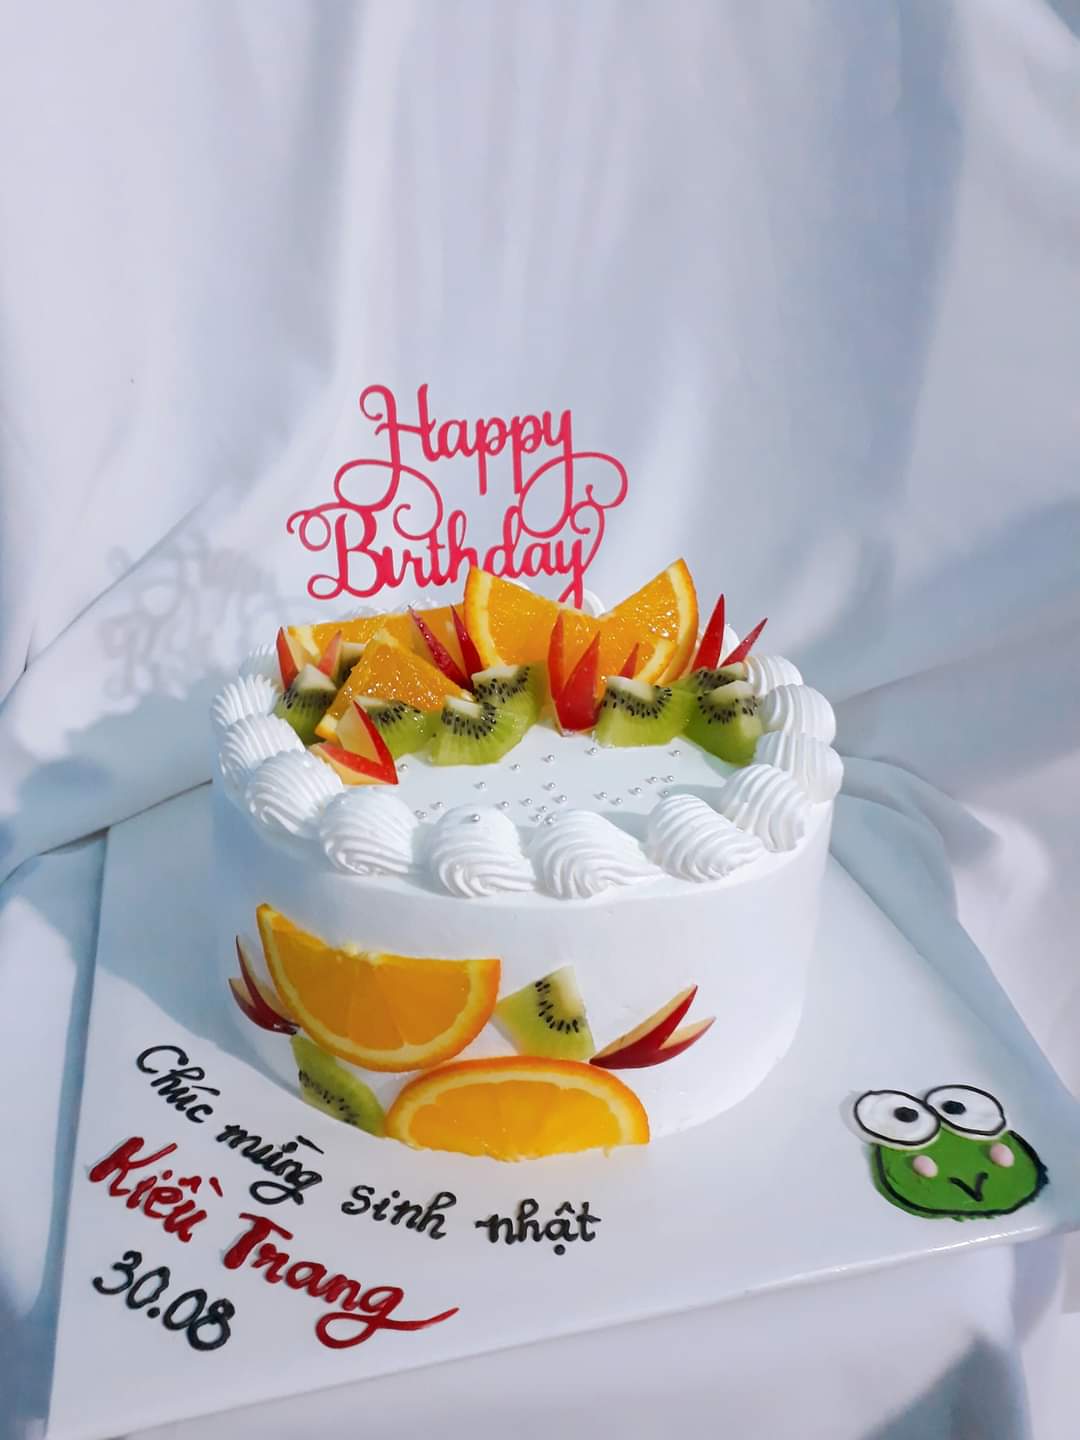 Happy
Birthday
Chúc mừng sinh nhật
Kiều Trang
30.08